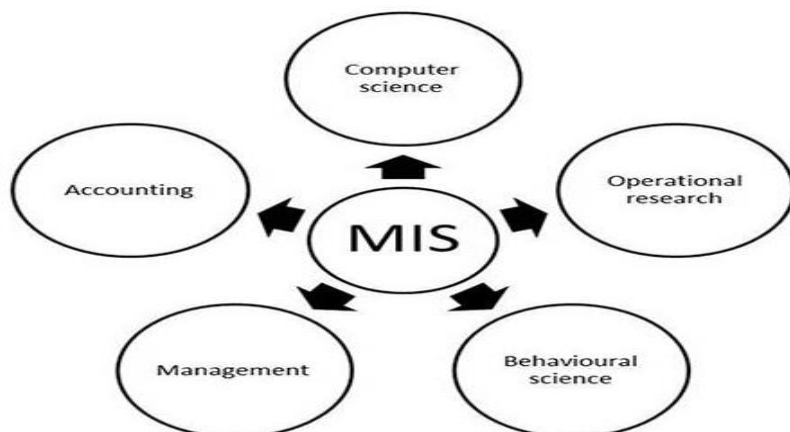 Computer
science
Accounting
Operational
research
MIS
Management
Behavioural
science